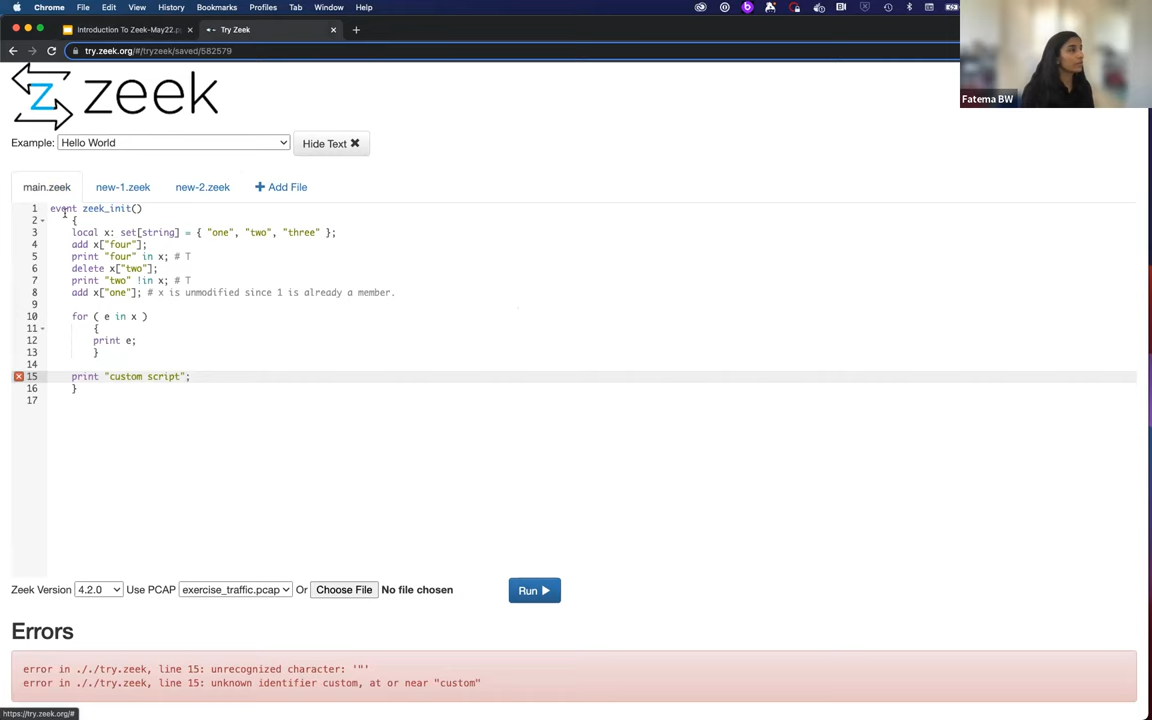 Chrome File Edit View History Bookmarks Profiles Tab Window Help
Introduction To Zeek-May22.p
Try Zeek
try.zeek.org/#/tryzeek/saved/582579
Fatema BW
zeek
Example: Hello World Hide Text ✖
main.zeek new-1.zeek new-2.zeek + Add File
1 event zeek_init()
2 {
3 local x: set[string] = { "one", "two", "three" };
4 add x["four"];
5 print "four" in x; # T
6 delete x["two"];
7 print "two" !in x; # T
8 add x["one"]; # x is unmodified since 1 is already a member.
9
10 for ( e in x )
11 {
12 print e;
13 }
14
15 print "custom script";
16 }
17
Zeek Version 4.2.0 Use PCAP exercise_traffic.pcap Or Choose File No file chosen Run
Errors
error in ././try.zeek, line 15: unrecognized character: '"'
error in ././try.zeek, line 15: unknown identifier custom, at or near "custom"
https://try.zeek.org/#